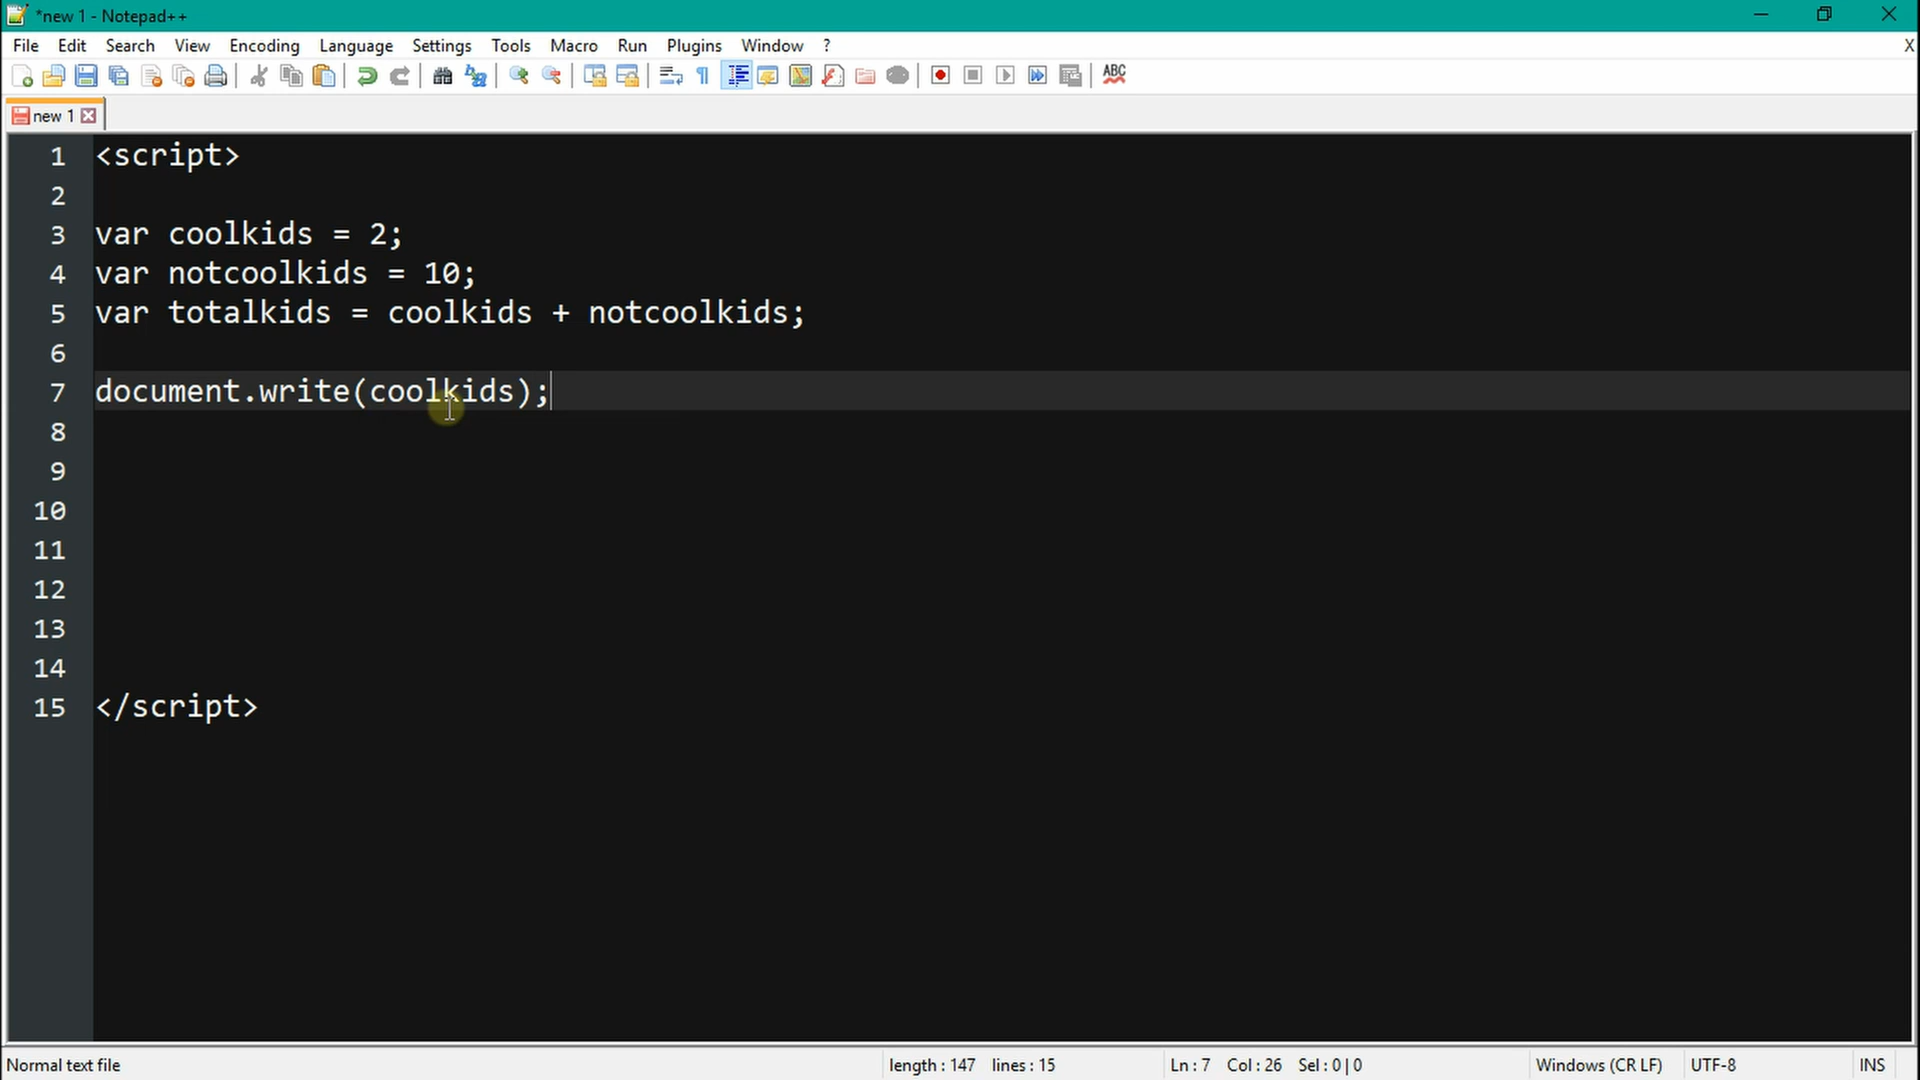 *new 1 - Notepad++
File Edit Search View Encoding Language Settings Tools Macro Run Plugins Window ? X
ABC
new 1
1 <script>
2
3 var coolkids = 2;
4 var notcoolkids = 10;
5 var totalkids = coolkids + notcoolkids;
6
7 document.write(coolkids);
8
9
10
11
12
13
14
15 </script>
Normal text file length : 147 lines : 15 Ln : 7 Col : 26 Sel : 0 | 0 Windows (CR LF) UTF-8 INS